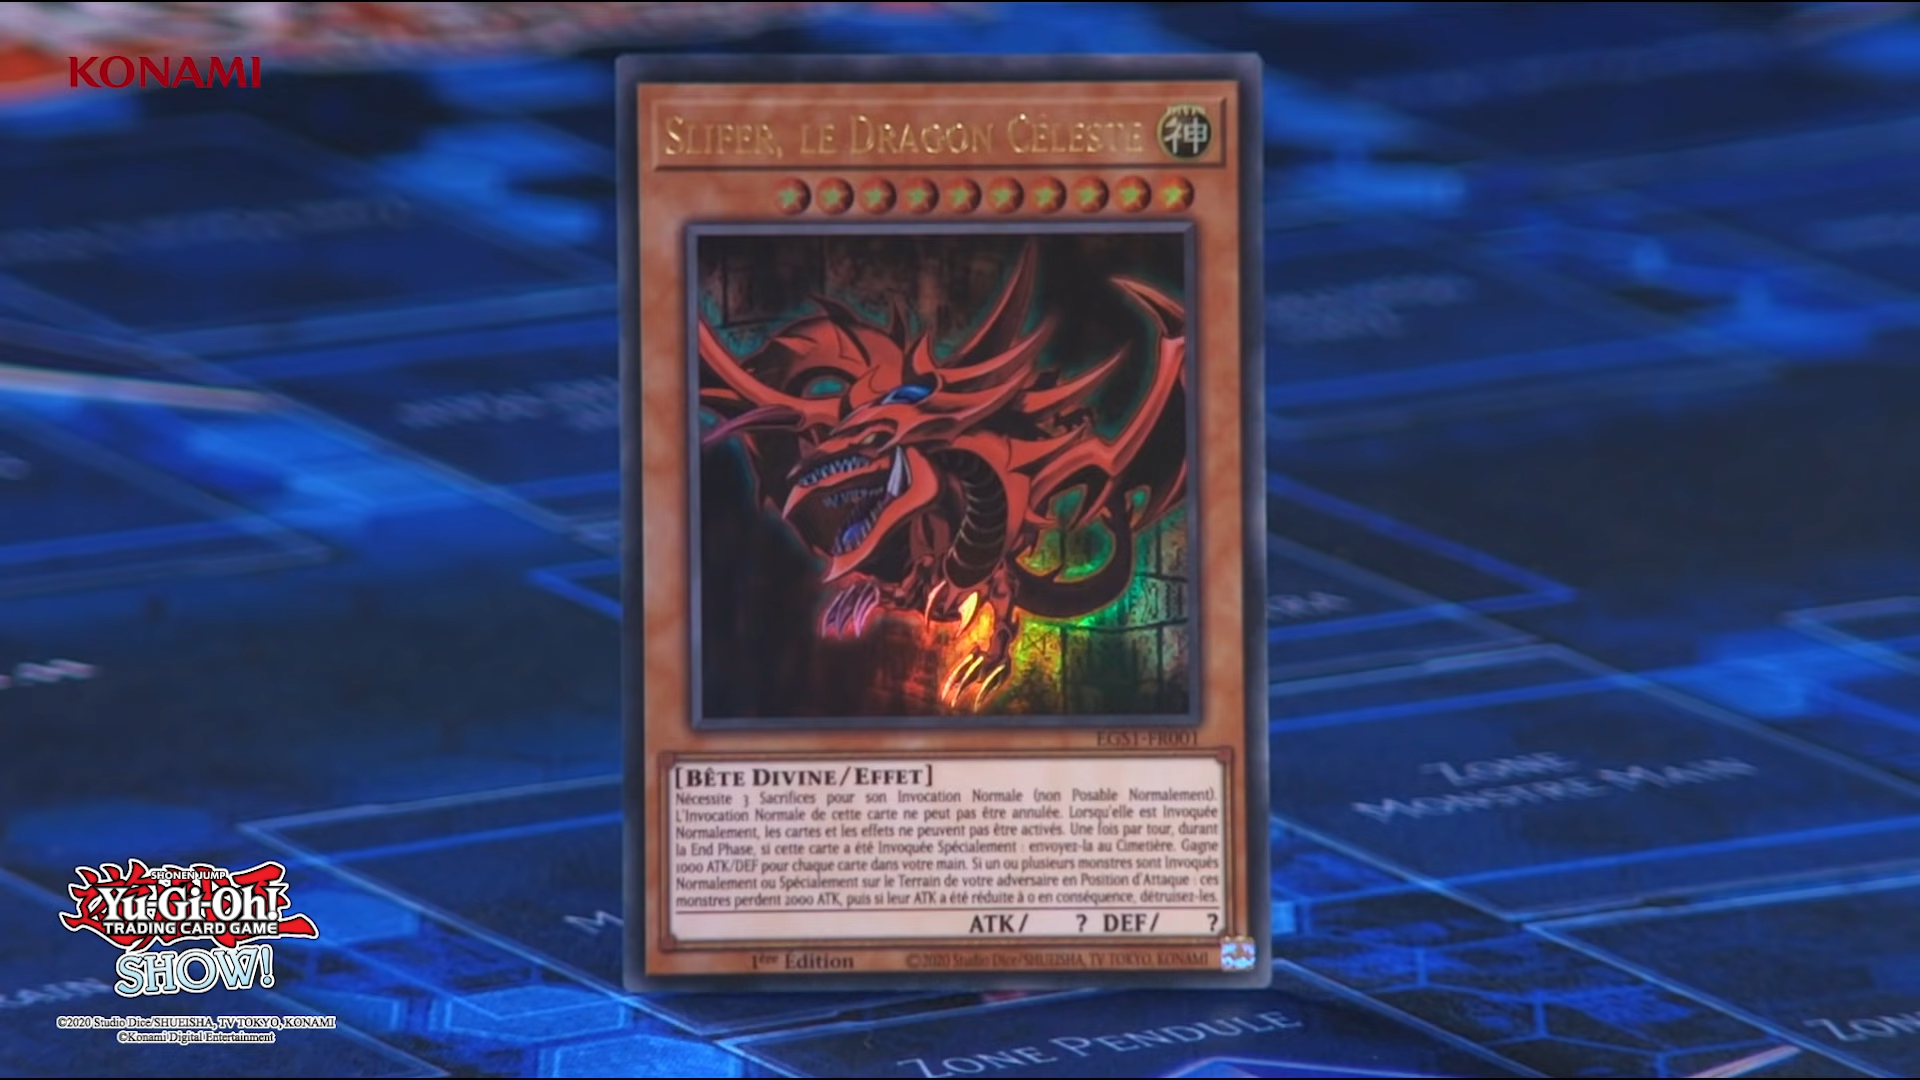 KONAMI
SLIFER, LE DRAGON CÉLESTE
神
EGS1-FR001
[BÊTE DIVINE/EFFET]
Nécessite 3 Sacrifices pour son Invocation Normale (non Posable Normalement).
L'Invocation Normale de cette carte ne peut pas être annulée. Lorsqu'elle est Invoquée
Normalement, les cartes et les effets ne peuvent pas être activés. Une fois par tour, durant
la End Phase, si cette carte a été Invoquée Spécialement : envoyez-la au Cimetière. Gagne
1000 ATK/DEF pour chaque carte dans votre main. Si un ou plusieurs monstres sont Invoqués
Normalement ou Spécialement sur le Terrain de votre adversaire en Position d'Attaque : ces
monstres perdent 2000 ATK, puis si leur ATK a été réduite à 0 en conséquence, détruisez-les.
ATK/ ? DEF/ ?
1ère Édition
©2020 Studio Dice/SHUEISHA, TV TOKYO, KONAMI
ZONE
MONSTRE MAIN
ZONE PENDULE
SHONEN JUMP
Yu-Gi-Oh!
TRADING CARD GAME
SHOW!
©2020 Studio Dice/SHUEISHA, TV TOKYO, KONAMI
©Konami Digital Entertainment